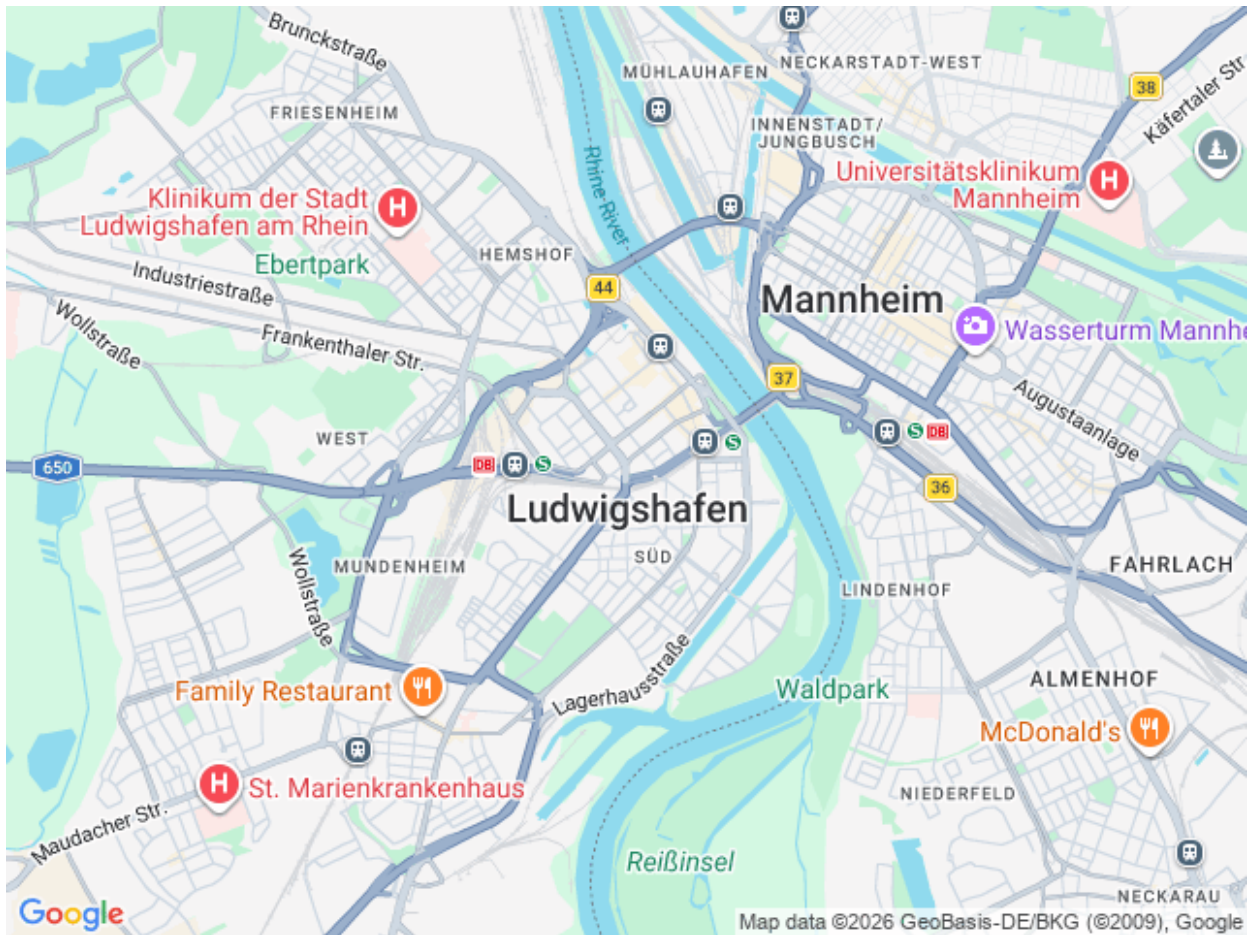 Brunckstraße
MÜHLAUHAFEN
NECKARSTADT-WEST
38
Käfertaler Str.
FRIESENHEIM
INNENSTADT/
JUNGBUSCH
Rhine River
Universitätsklinikum
Mannheim
H
Klinikum der Stadt
Ludwigshafen am Rhein
H
Ebertpark
HEMSHOF
Industriestraße
44
Mannheim
Wollstraße
Frankenthaler Str.
Wasserturm Mannhe
37
Augustaanlage
WEST
650
DB
S
S
S
DB
36
Ludwigshafen
SÜD
MUNDENHEIM
Wollstraße
LINDENHOF
FAHRLACH
Lagerhausstraße
Waldpark
ALMENHOF
Family Restaurant
McDonald's
H
St. Marienkrankenhaus
Maudacher Str.
NIEDERFELD
Reißinsel
NECKARAU
Google
Map data ©2026 GeoBasis-DE/BKG (©2009), Google